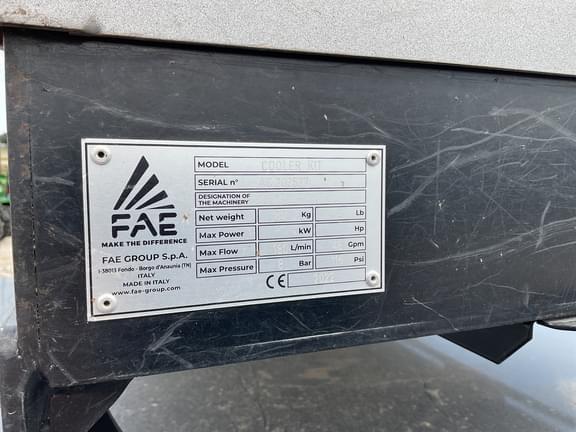 FAE
MAKE THE DIFFERENCE
FAE GROUP S.p.A.
I-38013 Fondo - Borgo d'Anaunia (TN)
ITALY
MADE IN ITALY
www.fae-group.com
MODEL COOLER KIT
SERIAL n°
DESIGNATION OF
THE MACHINERY
Net weight Kg Lb
Max Power kW Hp
Max Flow L/min Gpm
Max Pressure Bar Psi
CE 2022